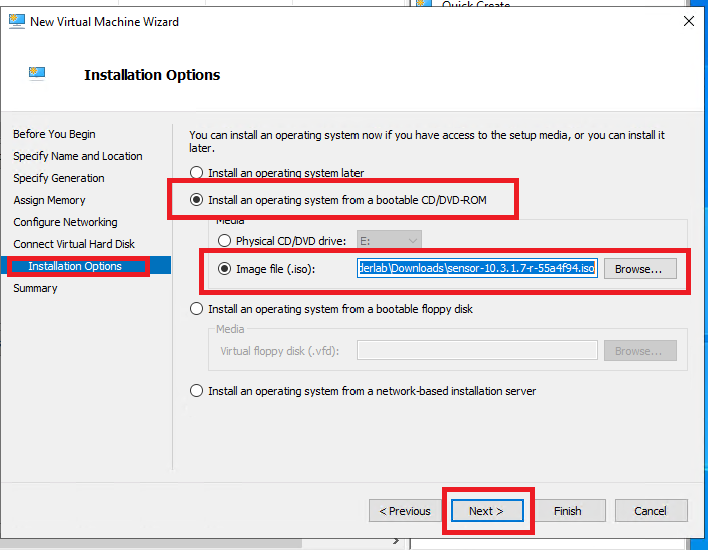 Quick Create...
New Virtual Machine Wizard
Installation Options
Before You Begin
Specify Name and Location
Specify Generation
Assign Memory
Configure Networking
Connect Virtual Hard Disk
Installation Options
Summary
You can install an operating system now if you have access to the setup media, or you can install it
later.
Install an operating system later
Install an operating system from a bootable CD/DVD-ROM
Media
Physical CD/DVD drive: E:
Image file (.iso): derlab\Downloads\sensor-10.3.1.7-r-55a4f94.iso Browse...
Install an operating system from a bootable floppy disk
Media
Virtual floppy disk (.vfd): Browse...
Install an operating system from a network-based installation server
< Previous Next > Finish Cancel